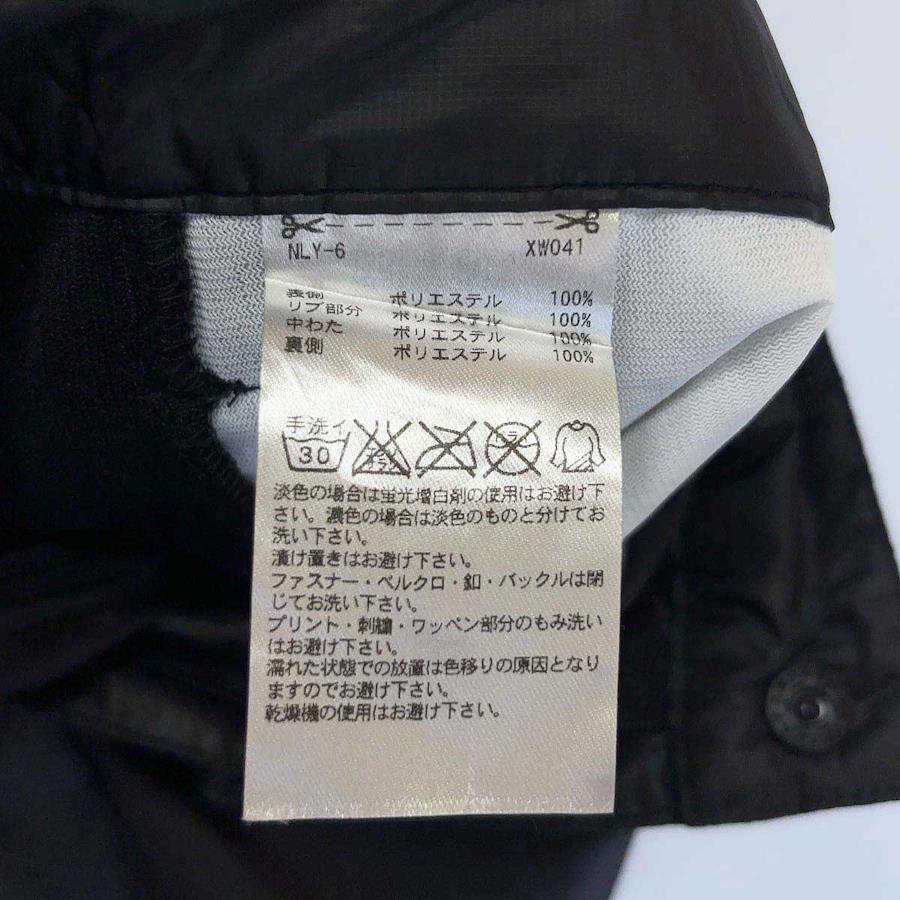 NLY-6 XW041
表側 ポリエステル 100%
リブ部分 ポリエステル 100%
中わた ポリエステル 100%
裏側 ポリエステル 100%
手洗イ
30
淡色の場合は蛍光増白剤の使用はお避け下
さい。濃色の場合は淡色のものと分けてお
洗い下さい。
漬け置きはお避け下さい。
ファスナー・ベルクロ・釦・バックルは閉
じてお洗い下さい。
プリント・刺繍・ワッペン部分のもみ洗い
はお避け下さい。
濡れた状態での放置は色移りの原因となり
ますのでお避け下さい。
乾燥機の使用はお避け下さい。